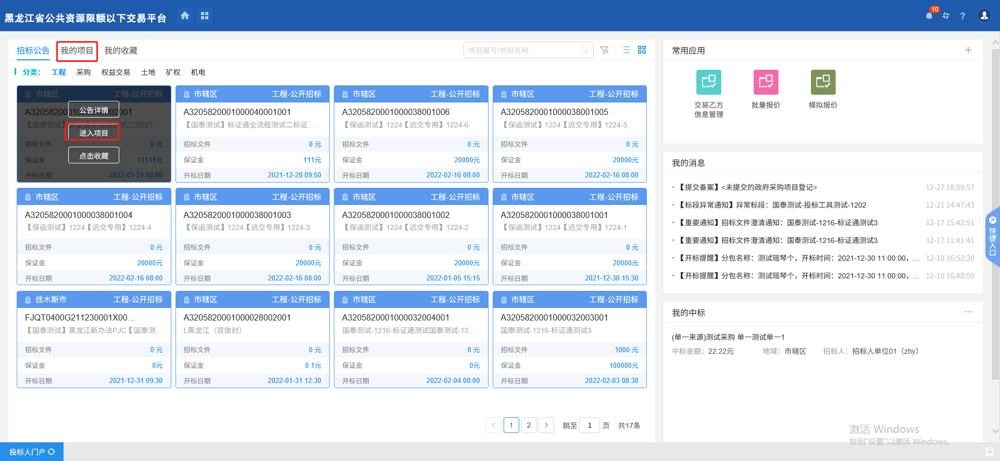 黑龙江省公共资源限额以下交易平台
10
?
招标公告 我的项目 我的收藏
项目编号/项目名称
分类： 工程 采购 权益交易 土地 矿权 机电
市辖区 工程-公开招标
A3205820001000040002001
【国泰测试】标证通全流程测试二测试1...
招标文件 0 元
保证金 11111元
开标日期 2022-01-21 08:00
公告详情
进入项目
点击收藏
市辖区 工程-公开招标
A3205820001000040001001
【国泰测试】标证通全流程测试二标证...
招标文件 0 元
保证金 111元
开标日期 2021-12-28 09:50
市辖区 工程-公开招标
A3205820001000038001006
【保函测试】1224【远交专用】1224-6
招标文件 0 元
保证金 20000元
开标日期 2022-02-16 08:00
市辖区 工程-公开招标
A3205820001000038001005
【保函测试】1224【远交专用】1224-5
招标文件 0 元
保证金 20000元
开标日期 2022-02-16 08:00
市辖区 工程-公开招标
A3205820001000038001004
【保函测试】1224【远交专用】1224-4
招标文件 0 元
保证金 20000元
开标日期 2022-02-16 08:00
市辖区 工程-公开招标
A3205820001000038001003
【保函测试】1224【远交专用】1224-3
招标文件 0 元
保证金 20000元
开标日期 2022-02-16 08:00
市辖区 工程-公开招标
A3205820001000038001002
【保函测试】1224【远交专用】1224-2
招标文件 0 元
保证金 20000元
开标日期 2022-01-05 15:15
市辖区 工程-公开招标
A3205820001000038001001
【保函测试】1224【远交专用】1224-1
招标文件 0 元
保证金 20000元
开标日期 2021-12-30 15:30
佳木斯市 工程-公开招标
FJQT0400G211230001X00...
【国泰测试】黑龙江新办法PJC【国泰测...
招标文件 0 元
保证金 0元
开标日期 2021-12-31 09:30
市辖区 工程-公开招标
A3205820001000028002001
L黑龙江（双信封）
招标文件 0 元
保证金 0.1元
开标日期 2022-01-31 12:30
市辖区 工程-公开招标
A3205820001000032004001
国泰测试-1216-标证通测试国泰测试-12...
招标文件 0 元
保证金 0元
开标日期 2022-02-04 08:00
市辖区 工程-公开招标
A3205820001000032003001
国泰测试-1216-标证通测试3
招标文件 1000 元
保证金 100000元
开标日期 2022-02-03 08:30
1 2 跳至 1 页 共17条
常用应用
交易乙方
信息管理
批量报价
模拟报价
我的消息
【提交备案】<未提交的政府采购项目登记> 12-27 18:09:57
【标段异常通知】异常标段：国泰测试-投标工具测试-1202 12-21 14:47:43
【重要通知】招标文件澄清通知：国泰测试-1216-标证通测试3 12-17 15:42:51
【重要通知】招标文件澄清通知：国泰测试-1216-标证通测试3 12-17 11:41:41
【开标提醒】分包名称：测试瑶琴个，开标时间：2021-12-30 11:00:00，... 12-10 16:52:30
【开标提醒】分包名称：测试瑶琴个，开标时间：2021-12-30 11:00:00，... 12-10 16:48:59
快捷入口
我的中标
(单一来源)测试采购 单一测试单一1
中标金额：22.22元 地域：市辖区 招标人：招标人单位01（zhy）
激活 Windows
转到“设置”以激活 Windows。
投标人门户